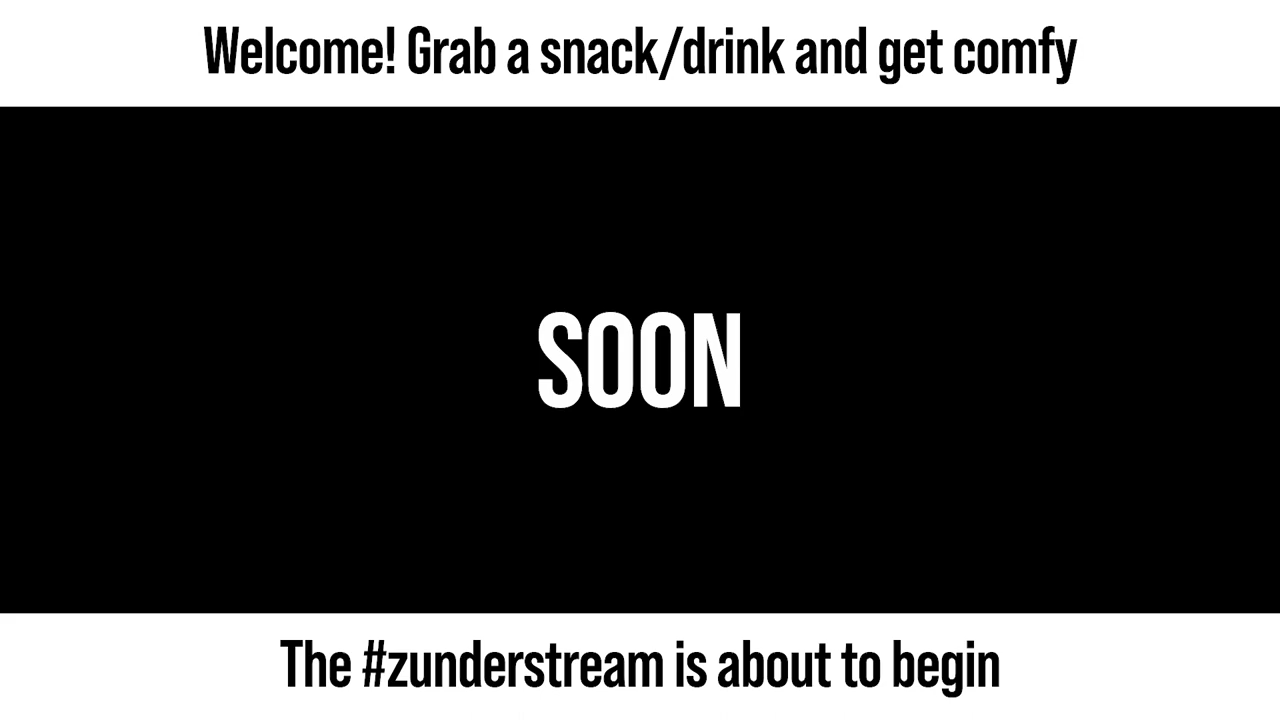 Welcome! Grab a snack/drink and get comfy
SOON
The #zunderstream is about to begin